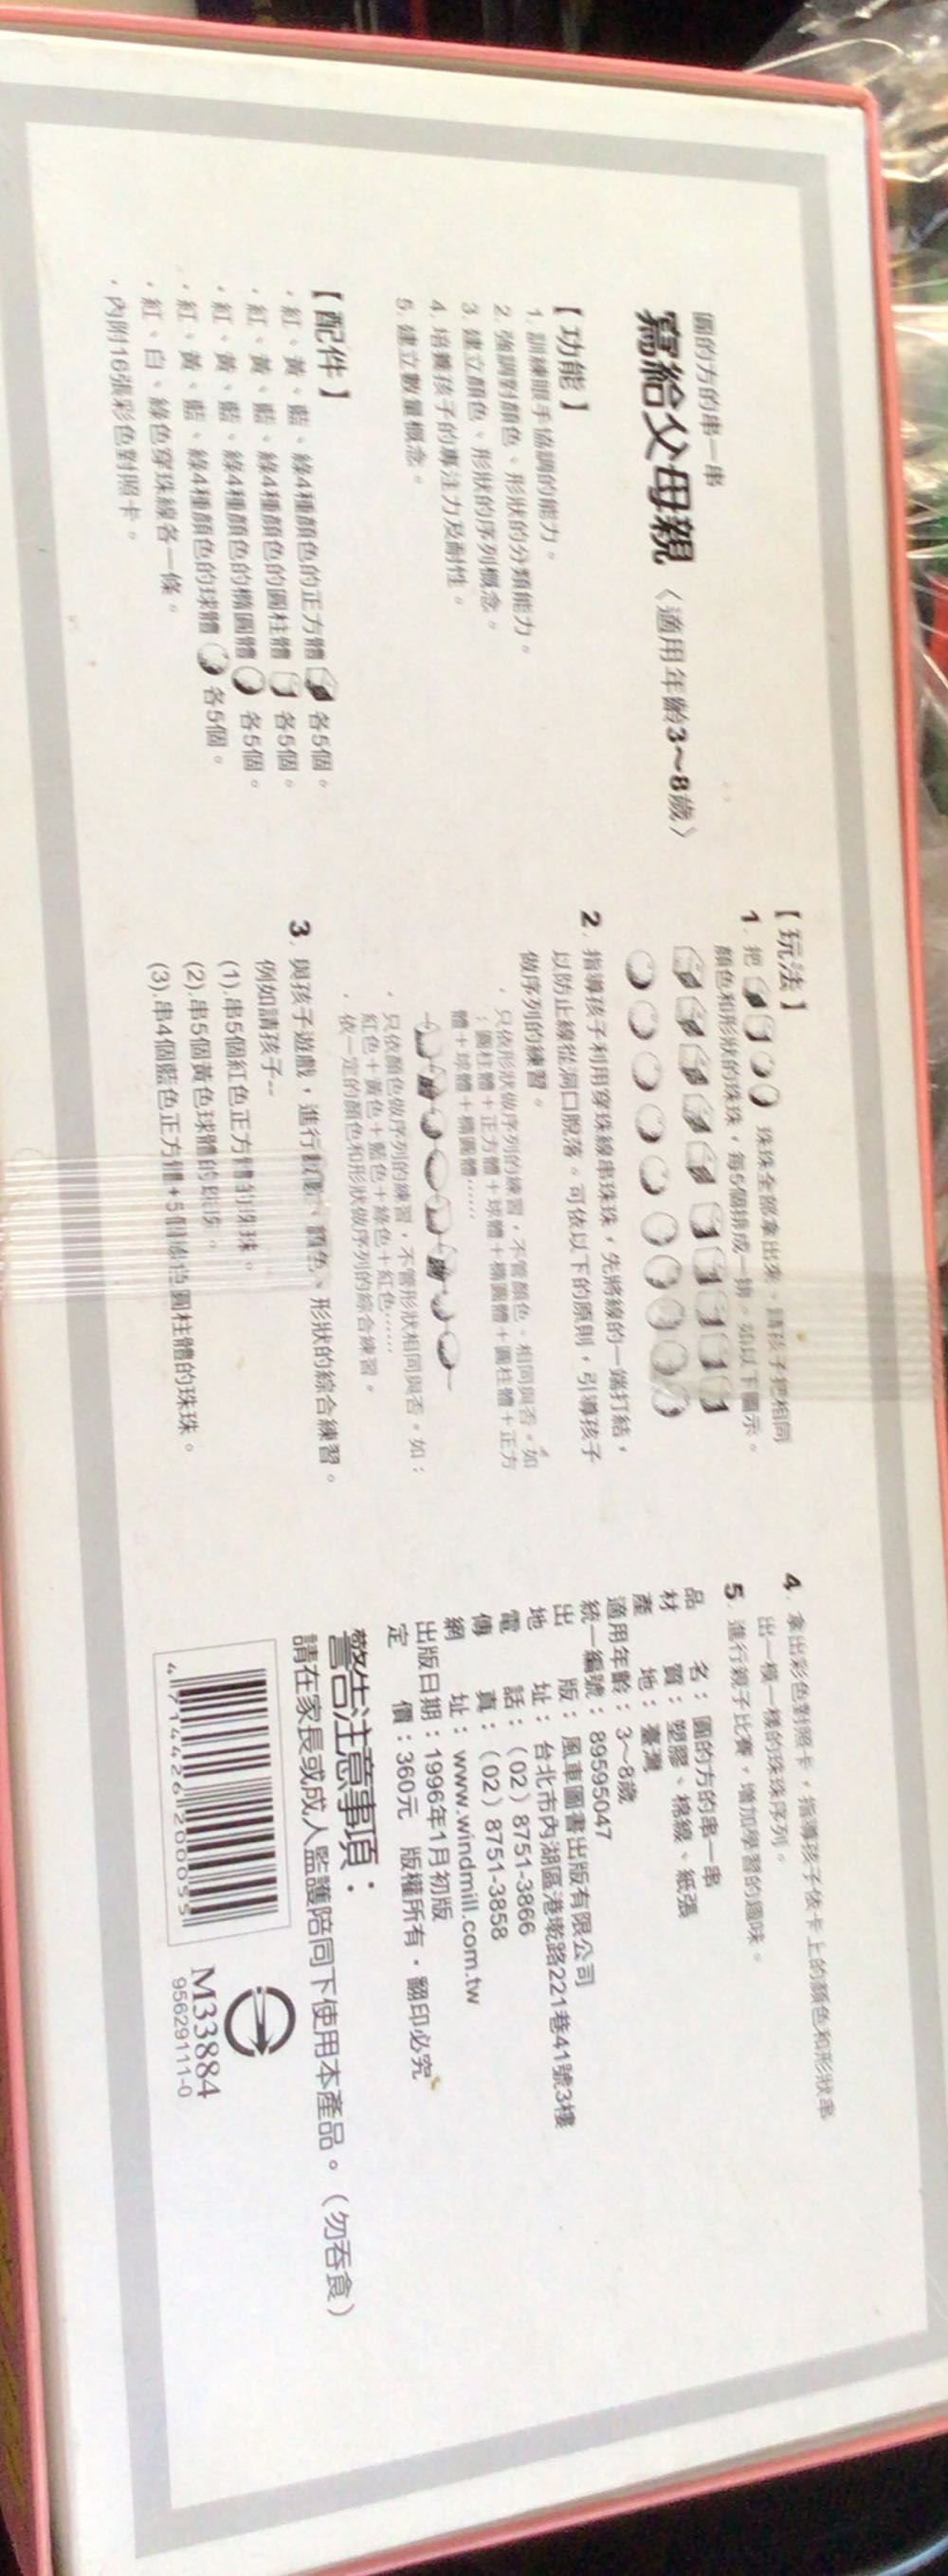 圓的方的串一串
寫給父母親〈適用年齡3～8歲〉
【功能】
1. 訓練眼手協調的能力。
2. 強調對顏色、形狀的分類能力。
3. 建立顏色、形狀的序列概念。
4. 培養孩子的專注力及耐性。
5. 建立數量概念。
【配件】
．紅、黃、藍、綠4種顏色的正方體 各5個。
．紅、黃、藍、綠4種顏色的圓柱體 各5個。
．紅、黃、藍、綠4種顏色的橢圓體 各5個。
．紅、黃、藍、綠4種顏色的球體 各5個。
．紅、白、綠色穿珠線各一條。
．內附16張彩色對照卡。
【玩法】
1. 把 珠珠全部拿出來，請孩子把相同
顏色和形狀的珠珠，每5個排成一排。如以下圖示。
2. 指導孩子利用穿珠線串珠珠，先將線的一端打結，
以防止線從洞口脫落。可依以下的原則，引導孩子
做序列的練習。
．只依形狀做序列的練習，不管顏色、相同與否。如
：圓柱體＋正方體＋球體＋橢圓體＋圓柱體＋正方
體＋球體＋橢圓體……
．只依顏色做序列的練習，不管形狀相同與否。如：
紅色＋黃色＋藍色＋綠色＋紅色……
．依一定的顏色和形狀做序列的綜合練習。
3. 與孩子遊戲，進行 、顏色、形狀的綜合練習。
例如請孩子--
(1).串5個紅色正方體的珠珠。
(2).串5個黃色球體的珠珠。
(3).串4個藍色正方體+5個 圓柱體的珠珠。
4. 拿出彩色對照卡，指導孩子依卡上的顏色和形狀串
出一模一樣的珠珠序列。
5. 進行親子比賽，增加學習的趣味。
品　　名：圓的方的串一串
材　　質：塑膠、棉線、紙張
產　　地：臺灣
適用年齡：3～8歲
統一編號：89595047
出　　版：風車圖書出版有限公司
地　　址：台北市內湖區港墘路221巷41號3樓
電　　話：（02）8751-3866
傳　　真：（02）8751-3858
網　　址：www.windmill.com.tw
出版日期：1996年1月初版
定　　價：360元　版權所有．翻印必究
警告注意事項：
請在家長或成人監護陪同下使用本產品。（勿吞食）
4714426200055
M33884
95629111-0